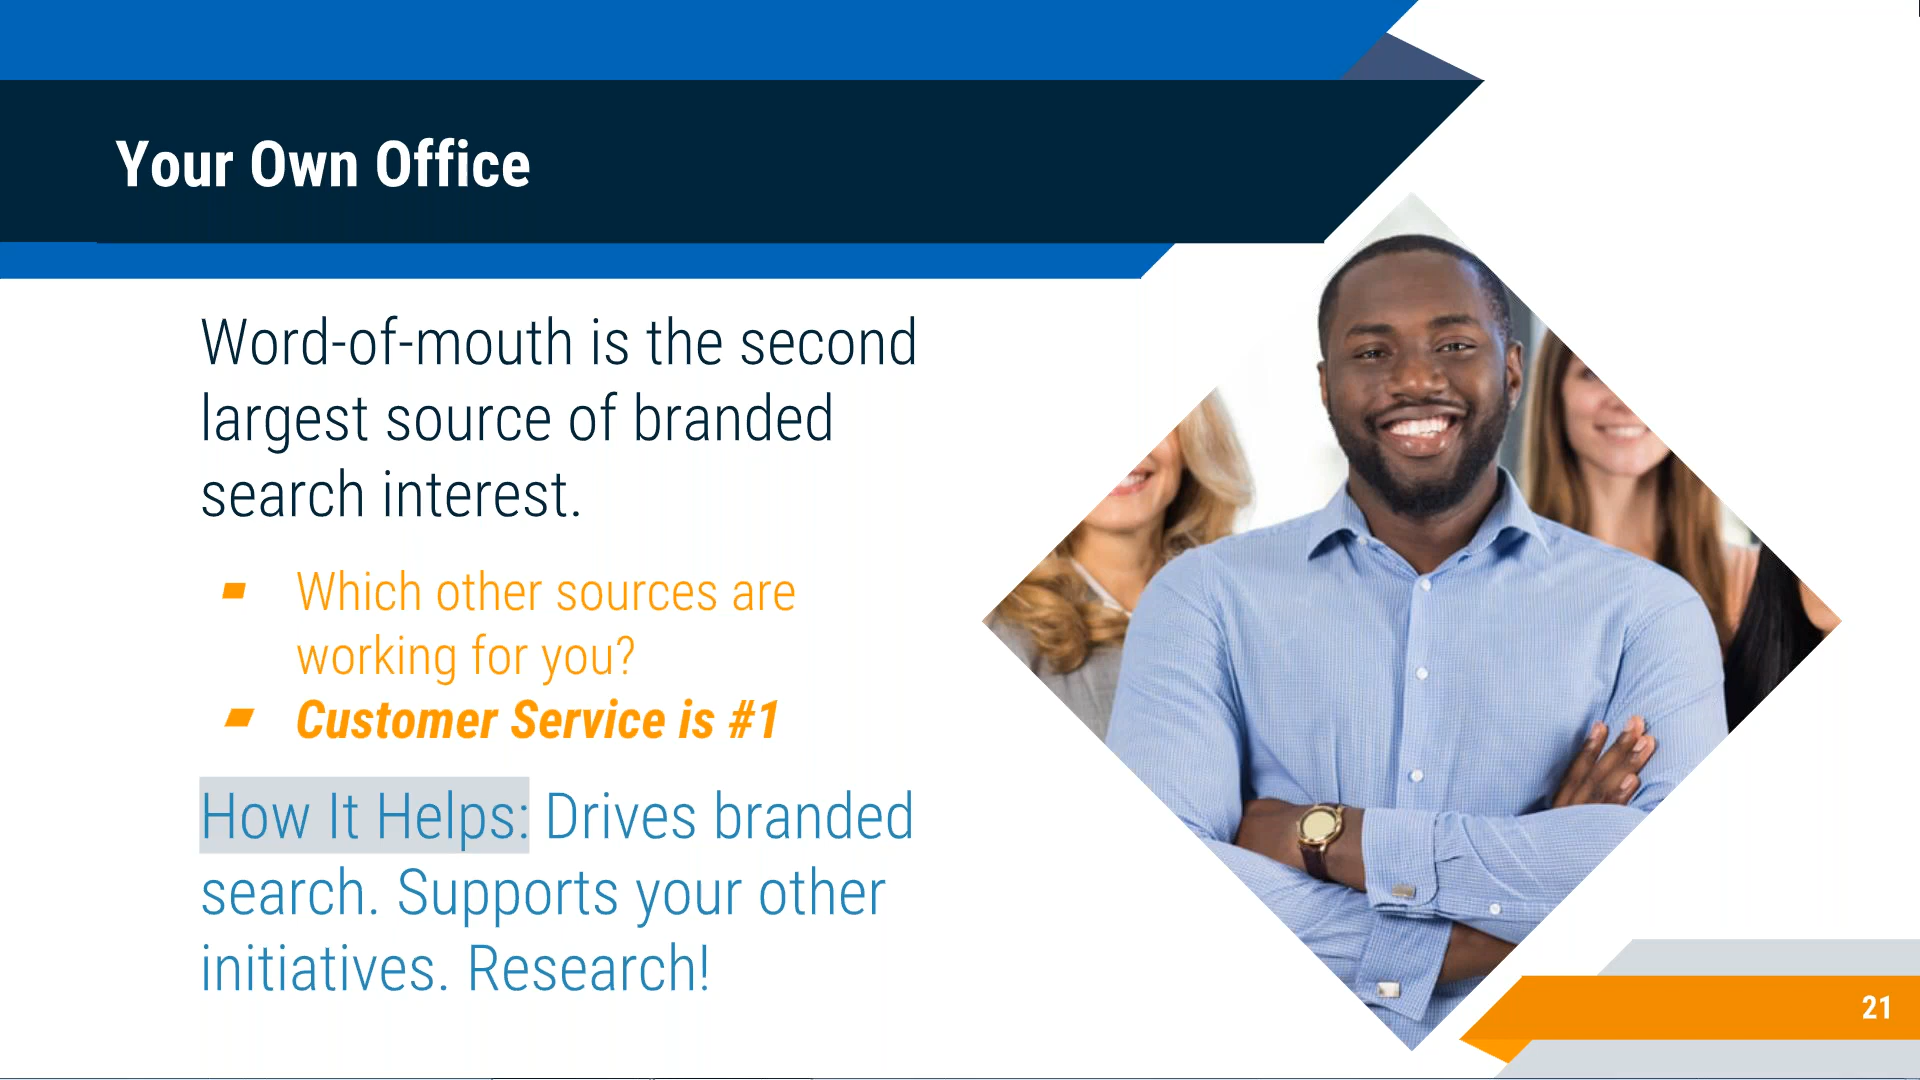 Your Own Office
Word-of-mouth is the second
largest source of branded
search interest.
Which other sources are
working for you?
Customer Service is #1
How It Helps: Drives branded
search. Supports your other
initiatives. Research!
21